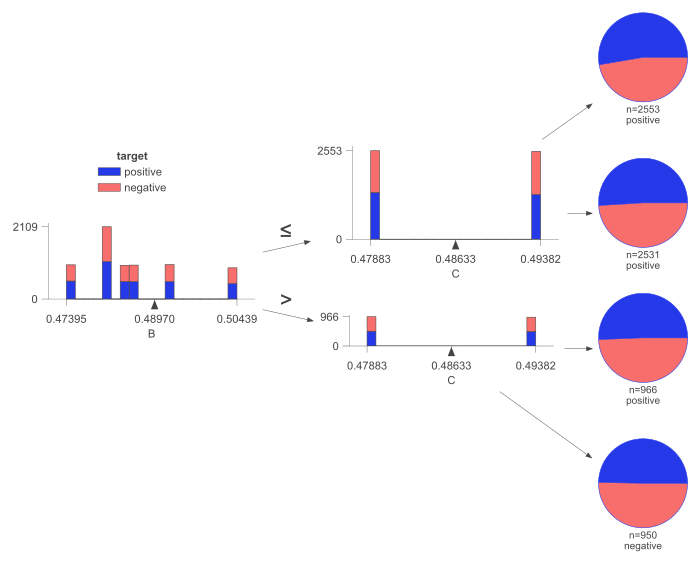 target
positive
negative
2109
0
0.47395
0.48970
0.50439
B
≤
>
2553
0
0.47883
0.48633
0.49382
C
966
0
0.47883
0.48633
0.49382
C
n=2553
positive
n=2531
positive
n=966
positive
n=950
negative